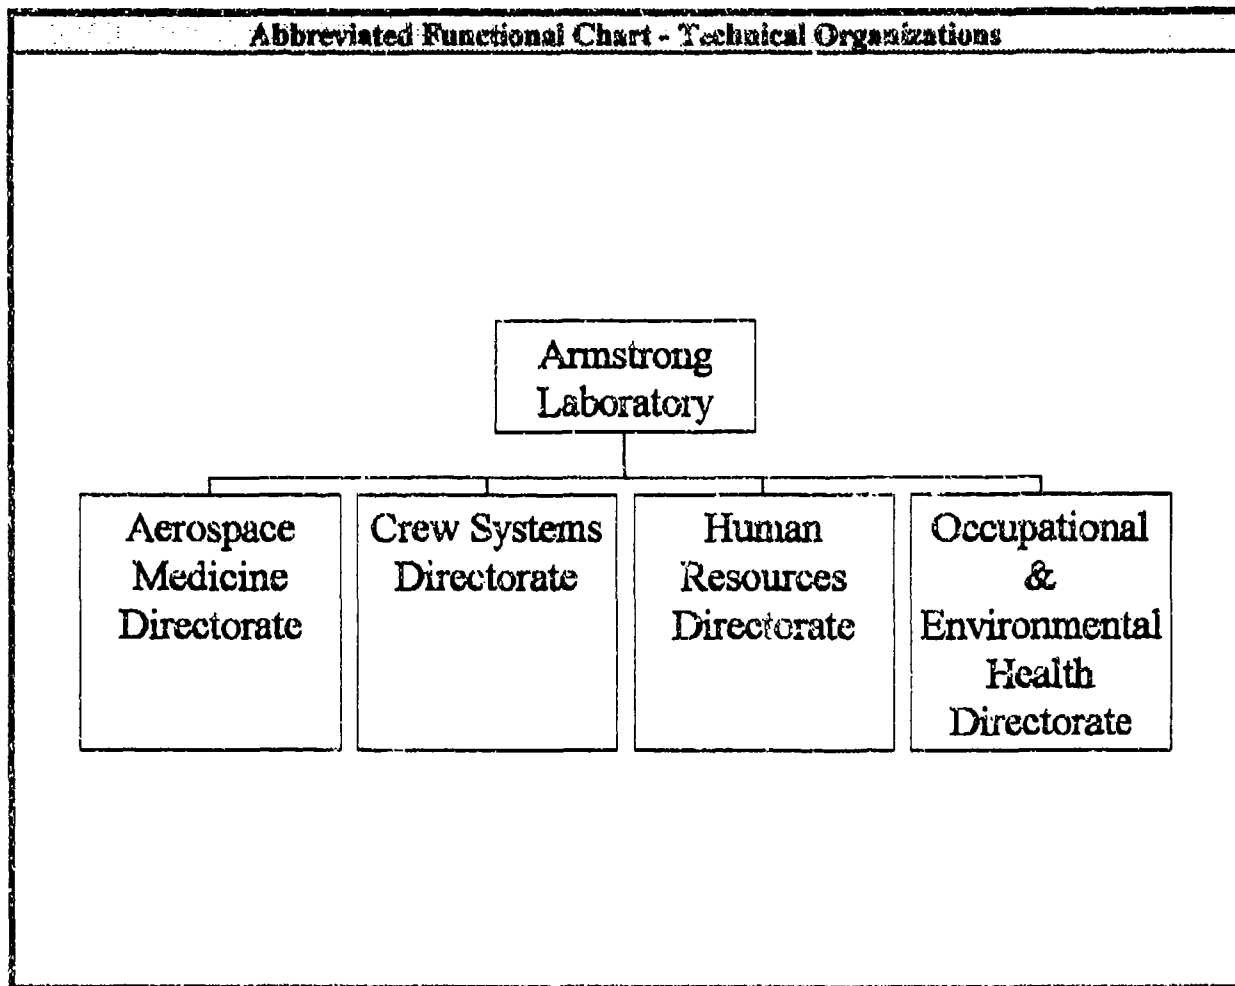 Abbreviated Functional Chart - Technical Organizations
Armstrong
Laboratory
Aerospace
Medicine
Directorate
Crew Systems
Directorate
Human
Resources
Directorate
Occupational
&
Environmental
Health
Directorate